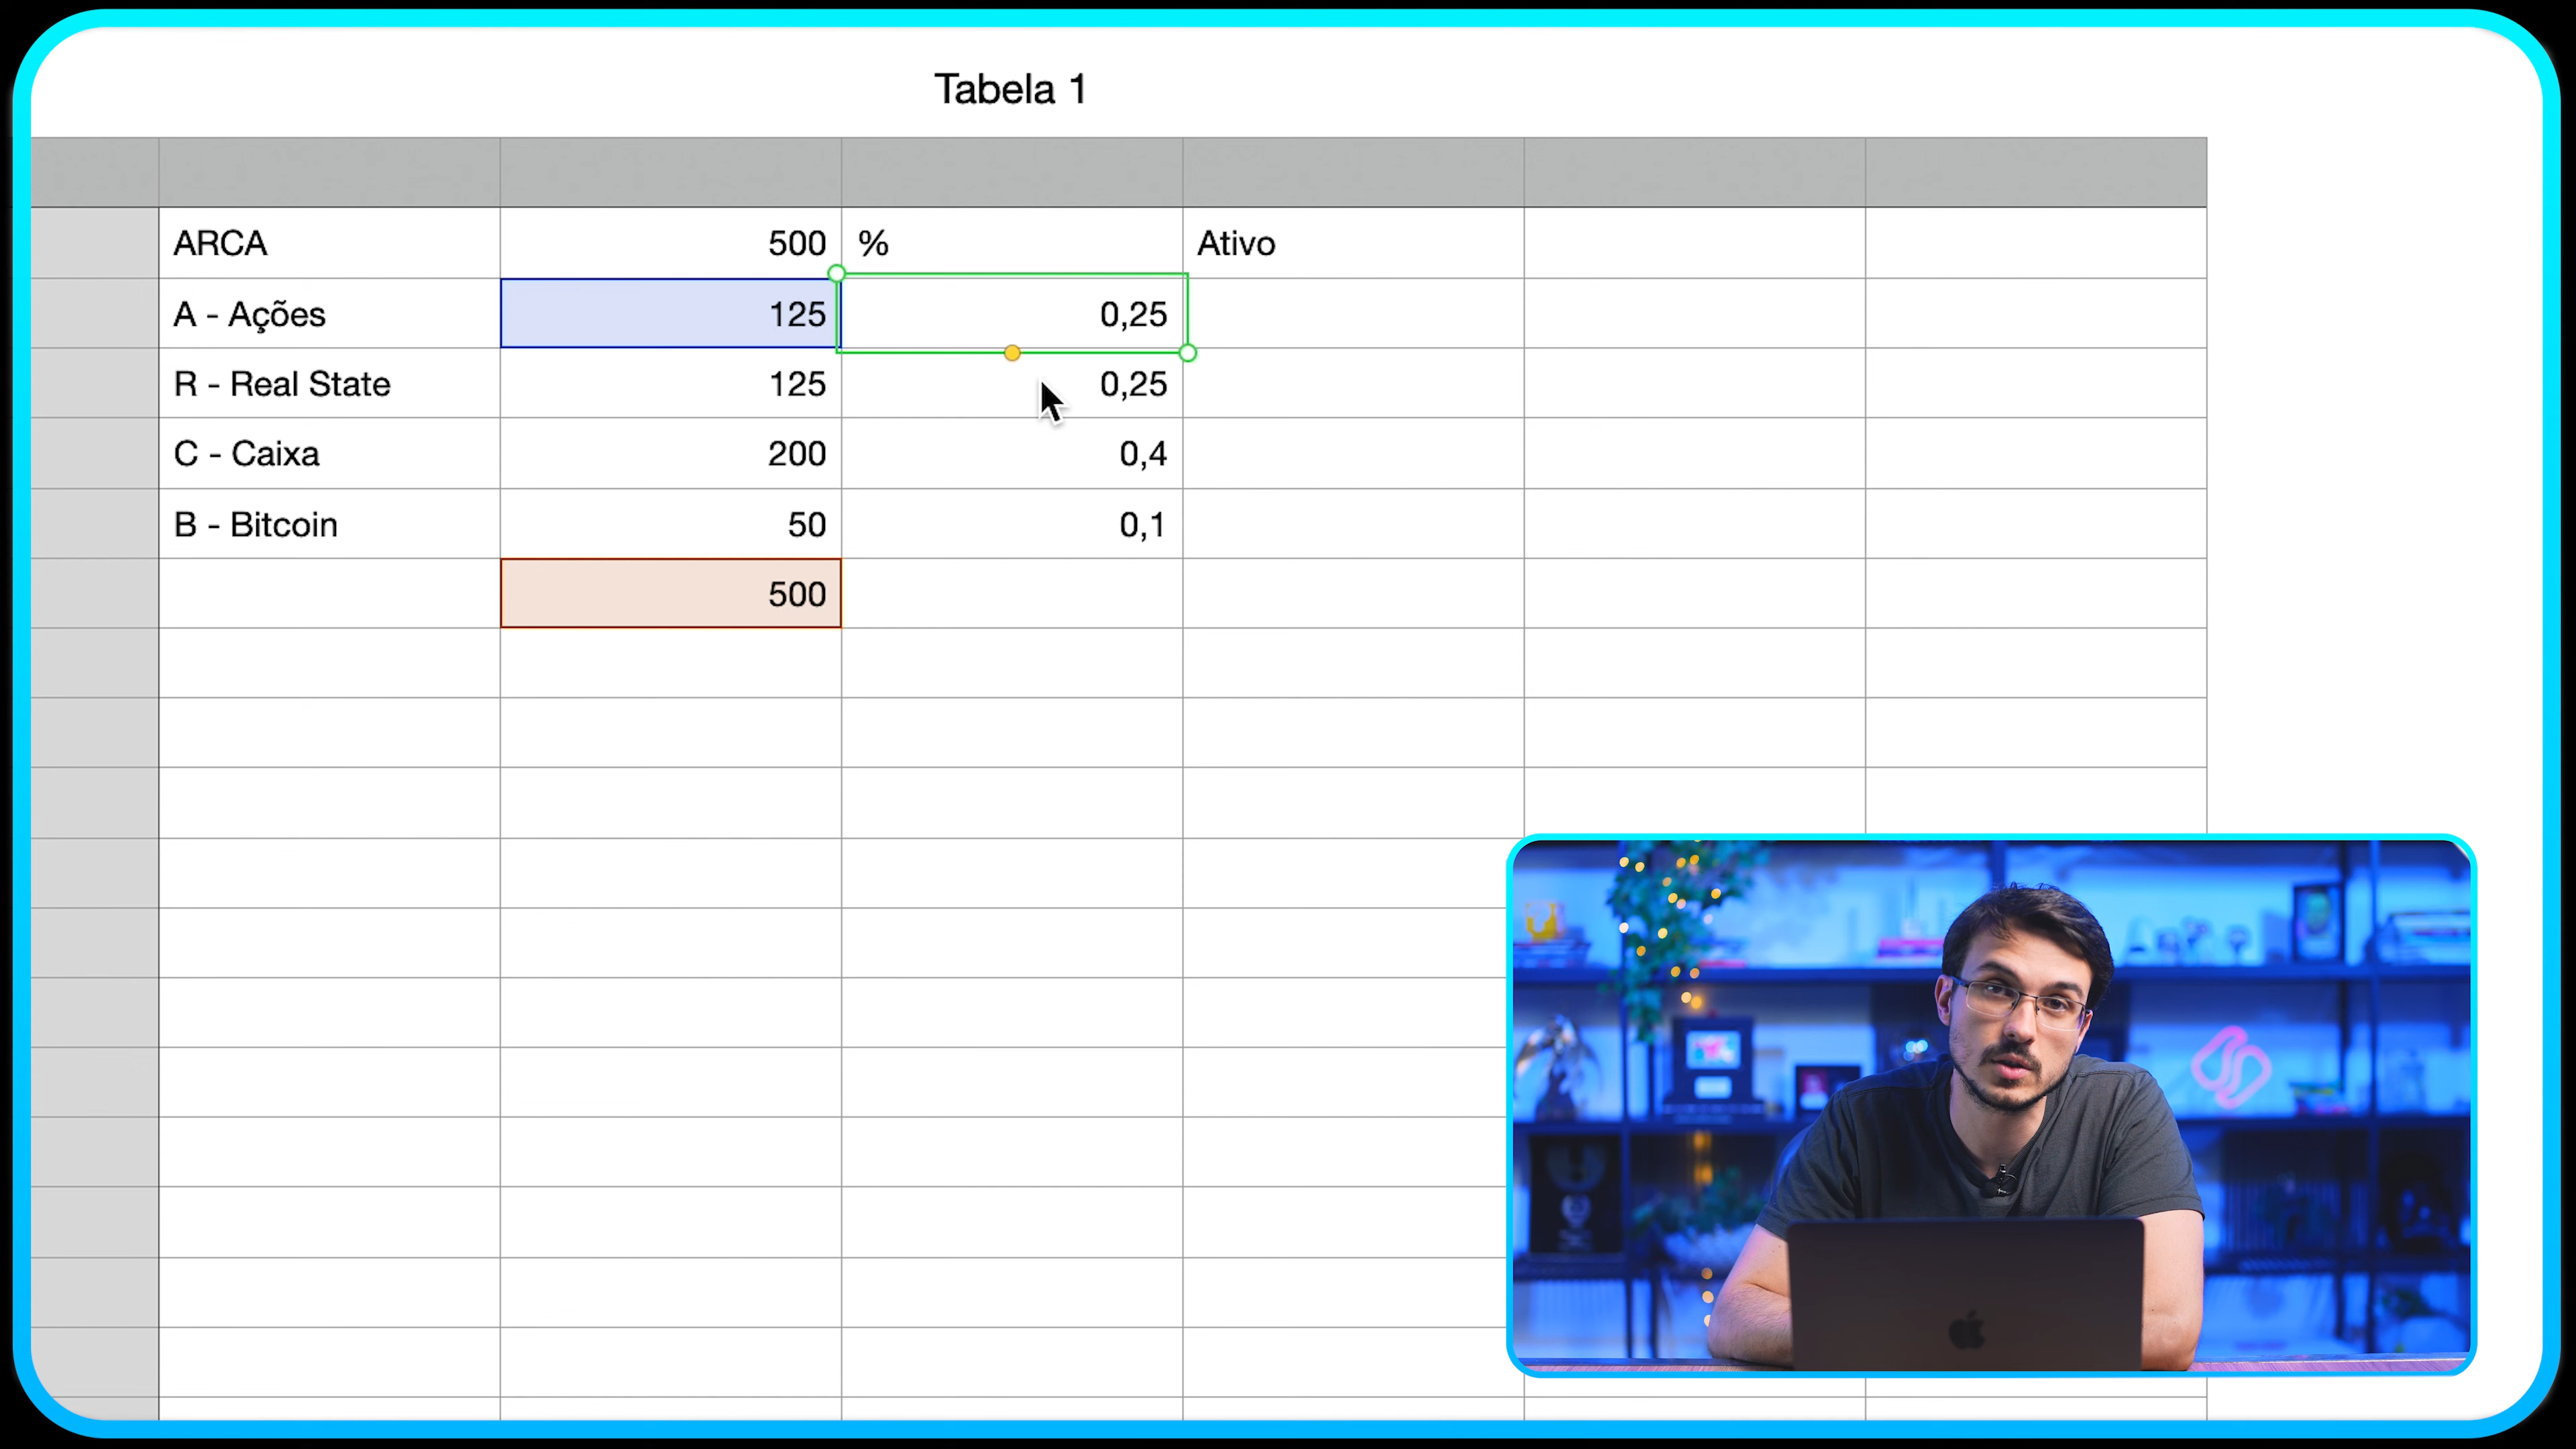 Tabela 1
ARCA 500 % Ativo
A - Ações 125 0,25
R - Real State 125 0,25
C - Caixa 200 0,4
B - Bitcoin 50 0,1
500